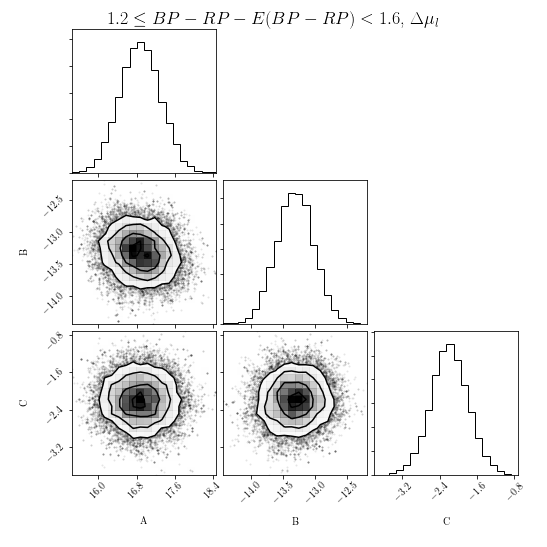 1.2 ≤ BP − RP − E(BP − RP) < 1.6, Δμ_l
−12.5
−13.0
−13.5
−14.0
B
−0.8
−1.6
−2.4
−3.2
C
16.0 16.8 17.6 18.4
−14.0 −13.5 −13.0 −12.5
−3.2 −2.4 −1.6 −0.8
A B C